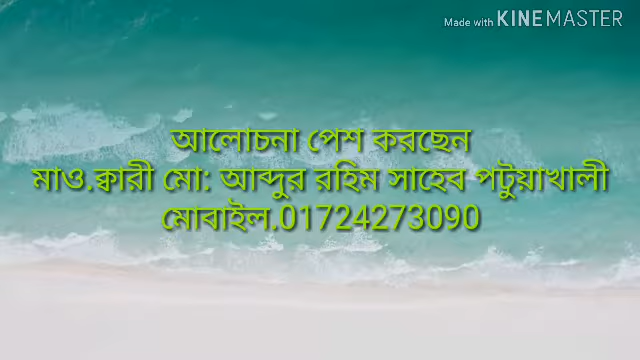 Made with KINEMASTER
আলোচনা পেশ করছেন
মাও.ক্বারী মো: আব্দুর রহিম সাহেব পটুয়াখালী
মোবাইল.01724273090